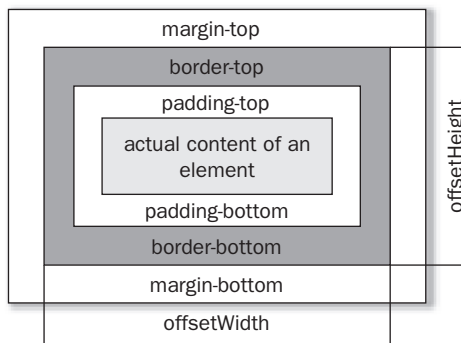 margin-top
border-top
padding-top
actual content of an
element
padding-bottom
border-bottom
margin-bottom
offsetWidth
offsetHeight